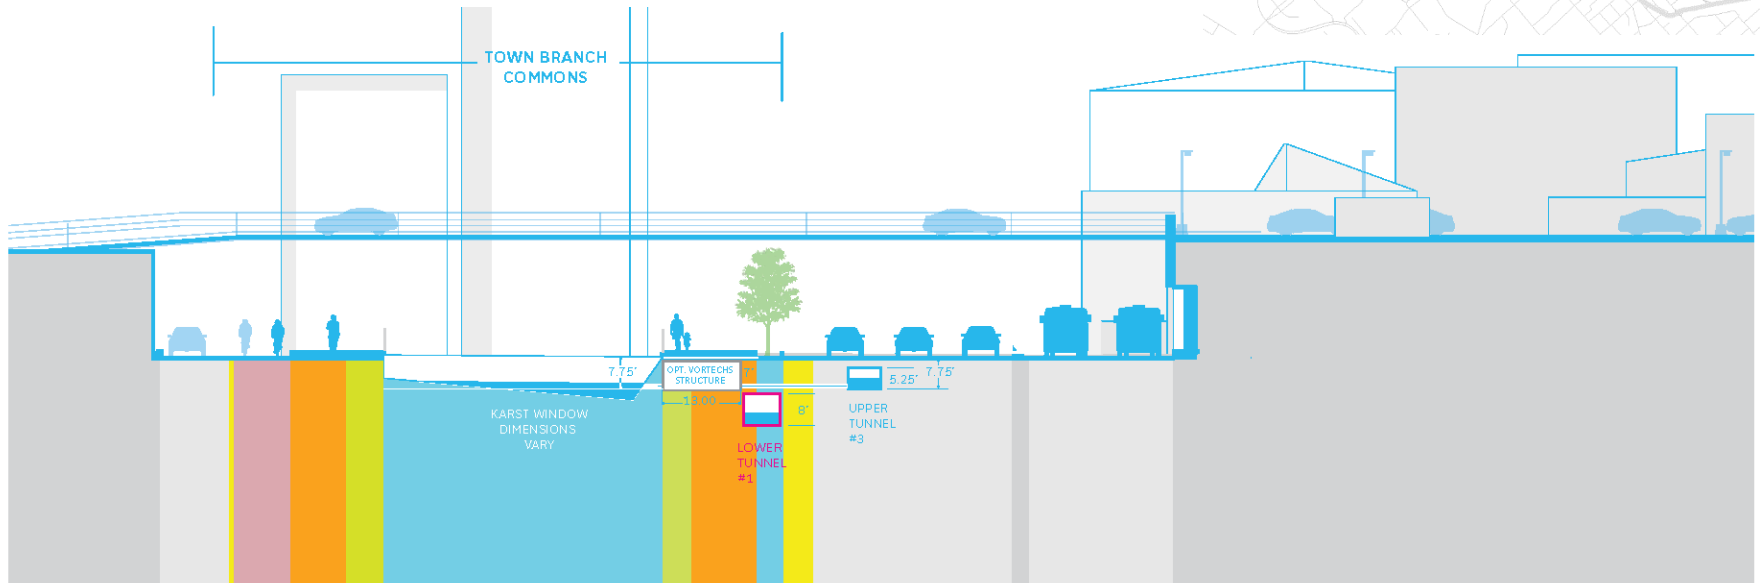 TOWN BRANCH
COMMONS
7.75'
OPT. VORTECHS
STRUCTURE
7'
13.00
8'
5.25'
7.75'
KARST WINDOW
DIMENSIONS
VARY
UPPER
TUNNEL
#3
LOWER
TUNNEL
#1